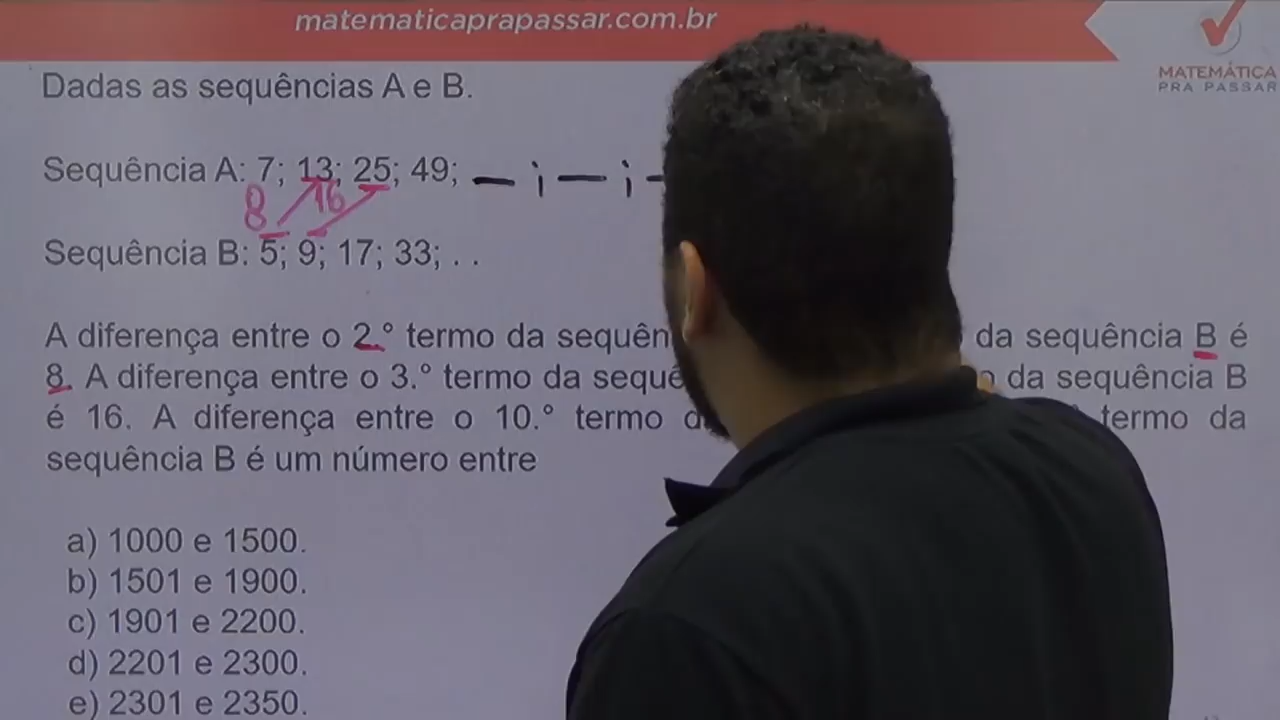 matematicaprapassar.com.br
MATEMÁTICA
PRA PASSAR
Dadas as sequências A e B.
Sequência A: 7; 13; 25; 49;
8 16
Sequência B: 5; 9; 17; 33; . .
A diferença entre o 2.° termo da da sequência B é
8. A diferença entre o 3.° termo da da sequência B
é 16. A diferença entre o 10.° termo termo da
sequência B é um número entre
a) 1000 e 1500.
b) 1501 e 1900.
c) 1901 e 2200.
d) 2201 e 2300.
e) 2301 e 2350.